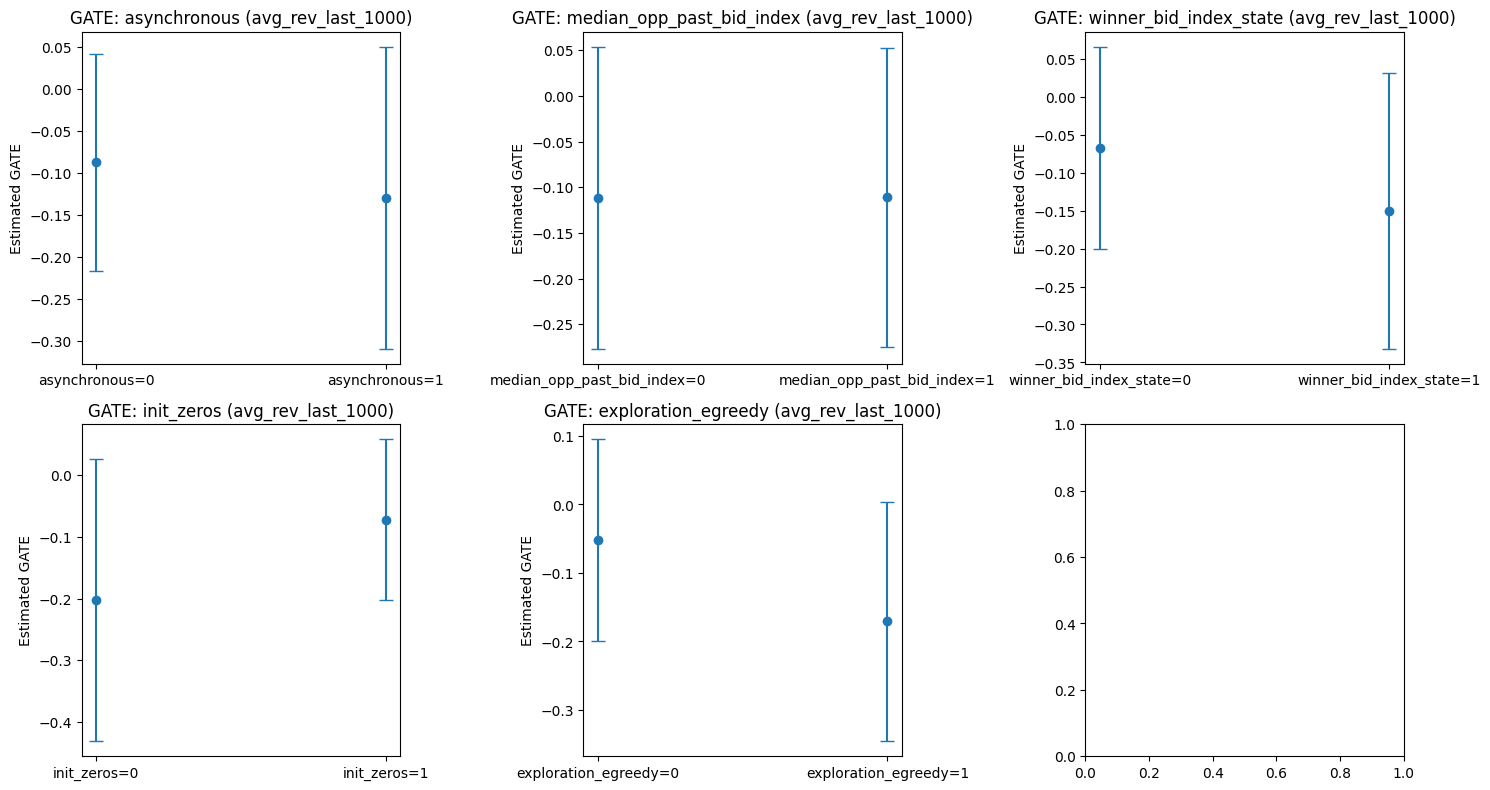 GATE: asynchronous (avg_rev_last_1000)
Estimated GATE
0.05
0.00
−0.05
−0.10
−0.15
−0.20
−0.25
−0.30
asynchronous=0
asynchronous=1
GATE: median_opp_past_bid_index (avg_rev_last_1000)
Estimated GATE
0.05
0.00
−0.05
−0.10
−0.15
−0.20
−0.25
median_opp_past_bid_index=0
median_opp_past_bid_index=1
GATE: winner_bid_index_state (avg_rev_last_1000)
Estimated GATE
0.05
0.00
−0.05
−0.10
−0.15
−0.20
−0.25
−0.30
−0.35
winner_bid_index_state=0
winner_bid_index_state=1
GATE: init_zeros (avg_rev_last_1000)
Estimated GATE
0.0
−0.1
−0.2
−0.3
−0.4
init_zeros=0
init_zeros=1
GATE: exploration_egreedy (avg_rev_last_1000)
Estimated GATE
0.1
0.0
−0.1
−0.2
−0.3
exploration_egreedy=0
exploration_egreedy=1
1.0
0.8
0.6
0.4
0.2
0.0
0.0 0.2 0.4 0.6 0.8 1.0